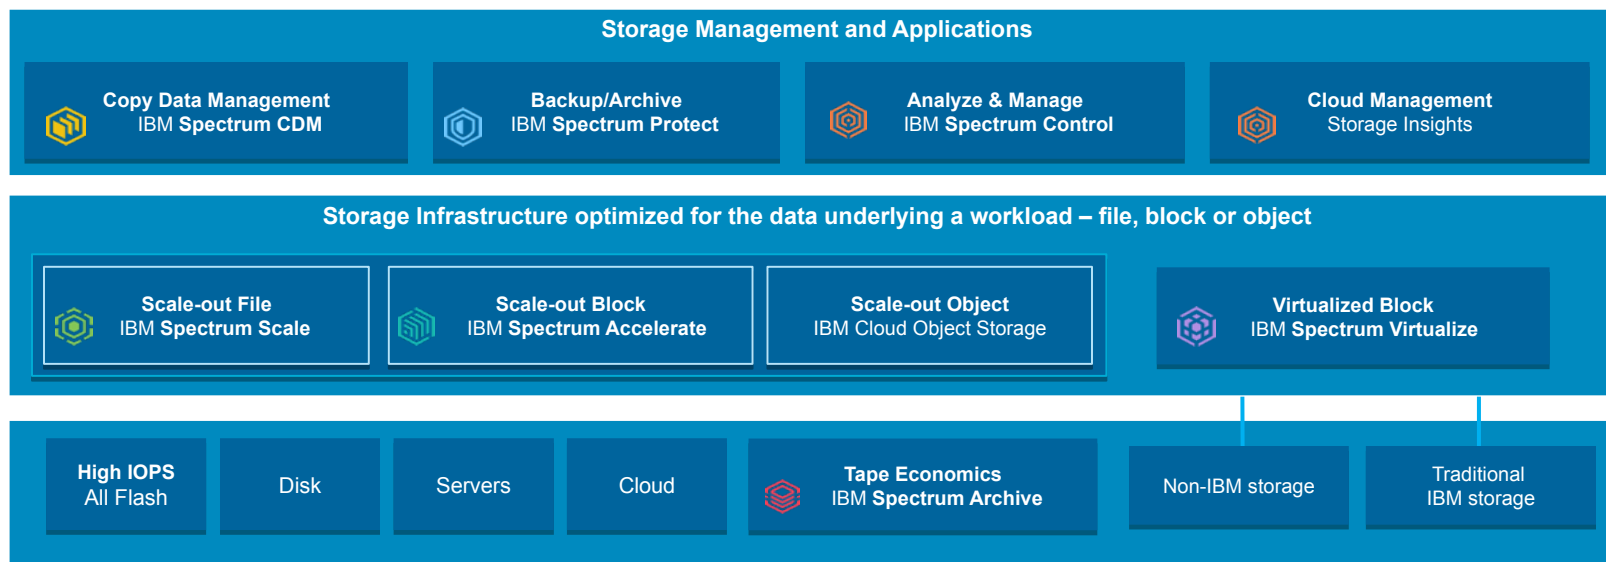 Storage Management and Applications
Copy Data Management
IBM Spectrum CDM
Backup/Archive
IBM Spectrum Protect
Analyze & Manage
IBM Spectrum Control
Cloud Management
Storage Insights
Storage Infrastructure optimized for the data underlying a workload – file, block or object
Scale-out File
IBM Spectrum Scale
Scale-out Block
IBM Spectrum Accelerate
Scale-out Object
IBM Cloud Object Storage
Virtualized Block
IBM Spectrum Virtualize
High IOPS
All Flash
Disk
Servers
Cloud
Tape Economics
IBM Spectrum Archive
Non-IBM storage
Traditional
IBM storage